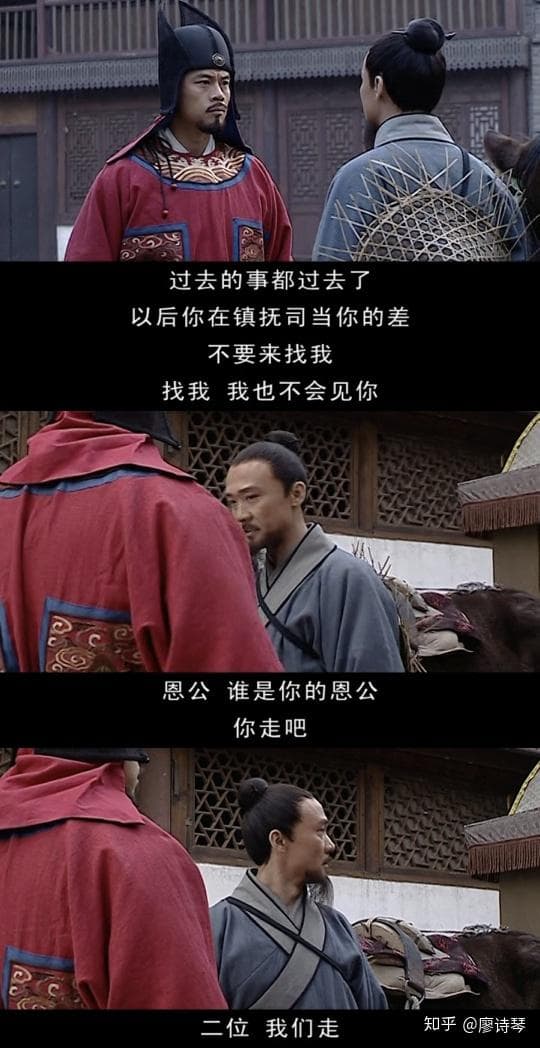 过去的事都过去了
以后你在镇抚司当你的差
不要来找我
找我 我也不会见你
恩公 谁是你的恩公
你走吧
二位 我们走
知乎 @廖诗琴